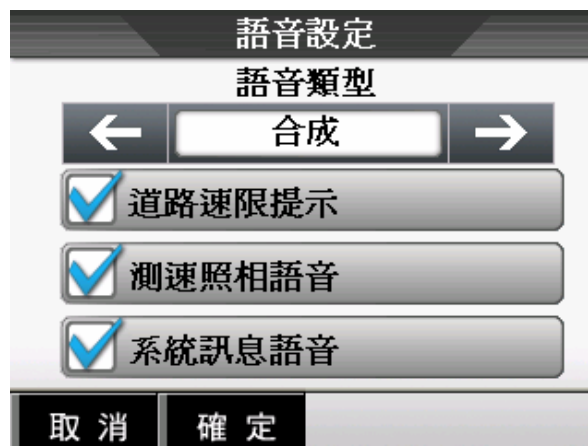 語音設定
語音類型
合成
道路速限提示
測速照相語音
系統訊息語音
取消 確定